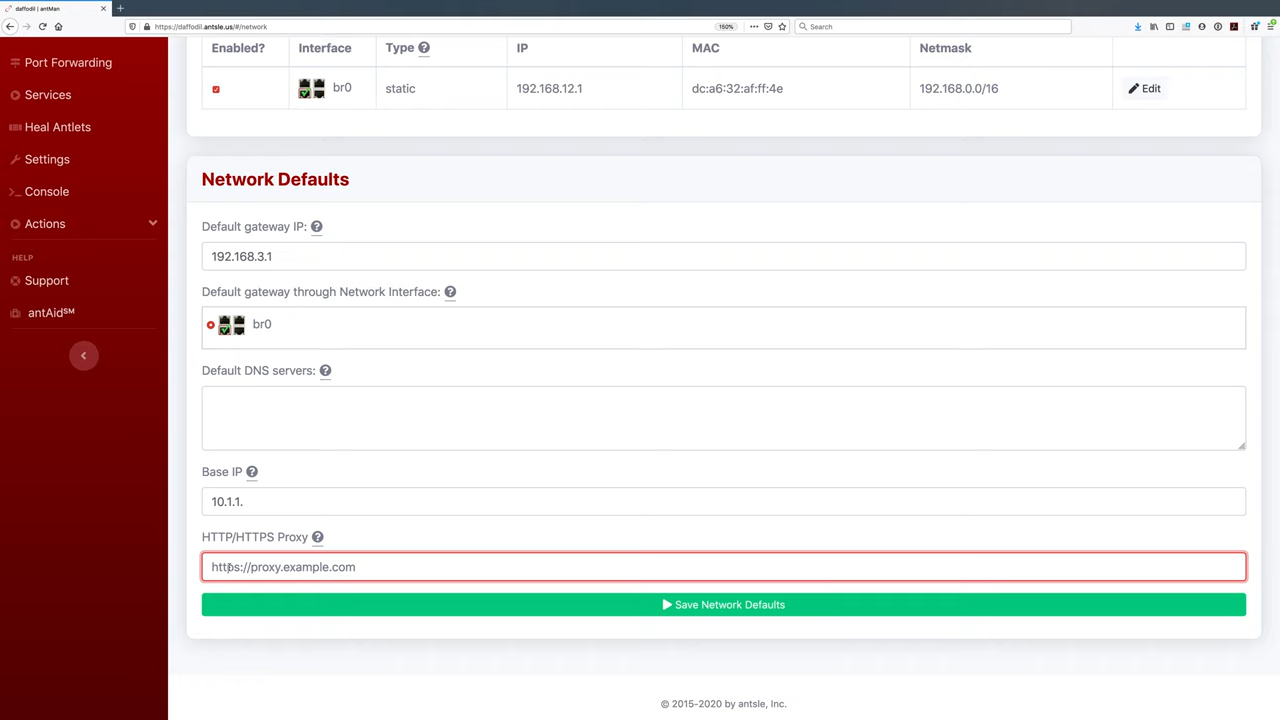 daffodil | antMan
https://daffodil.antsle.us/#/network
150%
Search
Port Forwarding
Services
Heal Antlets
Settings
Console
Actions
HELP
Support
antAid℠
Enabled? Interface Type ? IP MAC Netmask
br0 static 192.168.12.1 dc:a6:32:af:ff:4e 192.168.0.0/16 Edit
Network Defaults
Default gateway IP: ?
192.168.3.1
Default gateway through Network Interface: ?
br0
Default DNS servers: ?
Base IP ?
10.1.1.
HTTP/HTTPS Proxy ?
https://proxy.example.com
Save Network Defaults
© 2015-2020 by antsle, Inc.